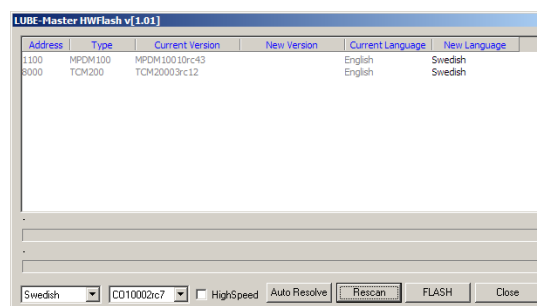 LUBE-Master HWFlash v[1.01]
Address Type Current Version New Version Current Language New Language
1100 MPDM100 MPDM10010rc43 English Swedish
8000 TCM200 TCM20003rc12 English Swedish
-
-
Swedish CO10002rc7 HighSpeed Auto Resolve Rescan FLASH Close